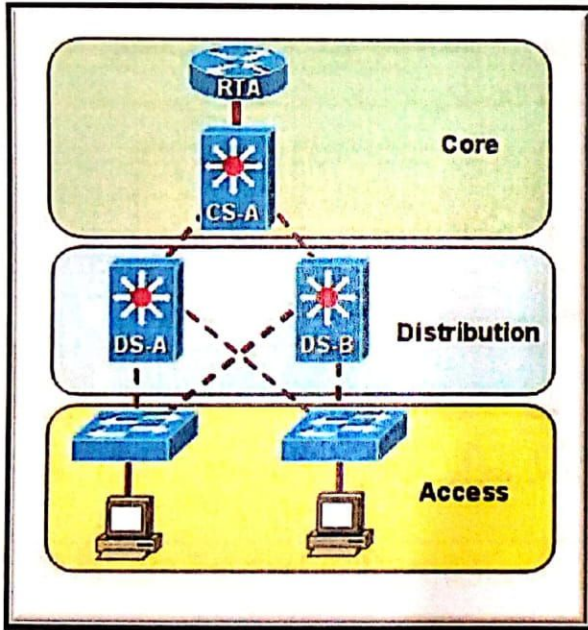 RTA
Core
CS-A
DS-A
DS-B
Distribution
Access